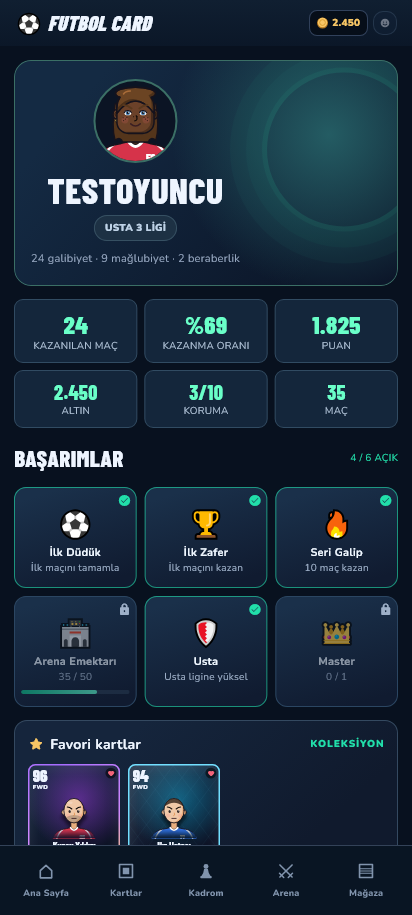 FUTBOL CARD
2.450
TESTOYUNCU
USTA 3 LİGİ
24 galibiyet · 9 mağlubiyet · 2 beraberlik
24
KAZANILAN MAÇ
%69
KAZANMA ORANI
1.825
PUAN
2.450
ALTIN
3/10
KORUMA
35
MAÇ
BAŞARIMLAR
4 / 6 AÇIK
İlk Düdük
İlk maçını tamamla
İlk Zafer
İlk maçını kazan
Seri Galip
10 maç kazan
Arena Emektarı
35 / 50
Usta
Usta ligine yüksel
Master
0 / 1
Favori kartlar
KOLEKSİYON
96
FWD
94
FWD
Ana Sayfa
Kartlar
Kadrom
Arena
Mağaza